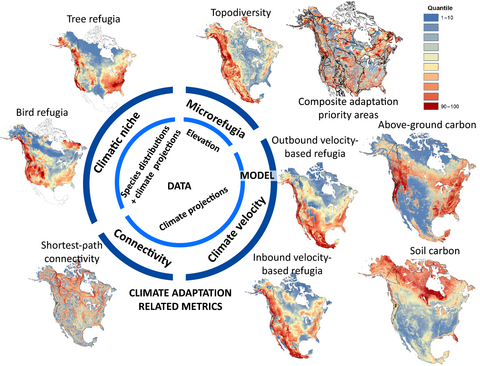 Tree refugia
Topodiversity
Quantile
1–10
90–100
Composite adaptation
priority areas
Bird refugia
Climatic niche
Microrefugia
Species distributions
+ climate projections
Elevation
DATA
MODEL
Climate projections
Connectivity
Climate velocity
Outbound velocity-
based refugia
Above-ground carbon
Shortest-path
connectivity
CLIMATE ADAPTATION
RELATED METRICS
Inbound velocity-
based refugia
Soil carbon